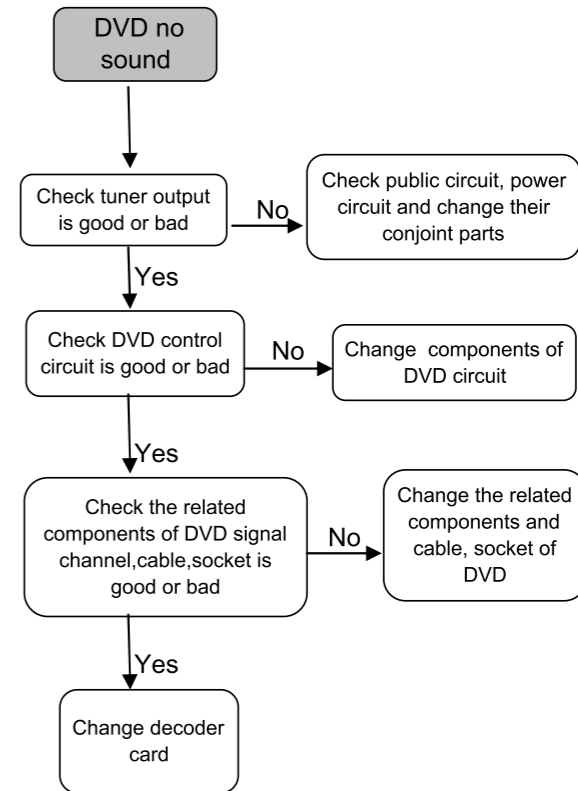 DVD no
sound
Check tuner output
is good or bad
No
Check public circuit, power
circuit and change their
conjoint parts
Yes
Check DVD control
circuit is good or bad
No
Change components of
DVD circuit
Yes
Check the related
components of DVD signal
channel,cable,socket is
good or bad
No
Change the related
components and
cable, socket of
DVD
Yes
Change decoder
card